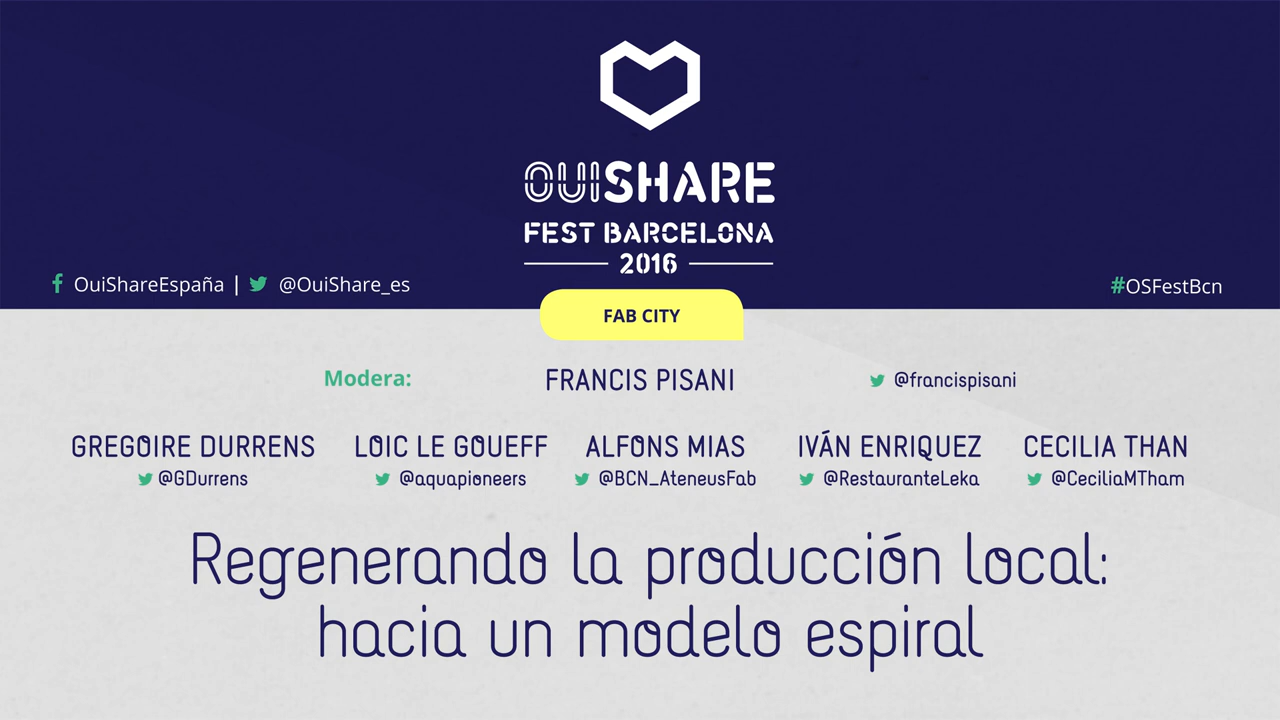 OUISHARE
FEST BARCELONA
2016
OuiShareEspaña | @OuiShare_es
#OSFestBcn
FAB CITY
Modera: FRANCIS PISANI @francispisani
GREGOIRE DURRENS LOIC LE GOUEFF ALFONS MIAS IVÁN ENRIQUEZ CECILIA THAN
@GDurrens @aquapioneers @BCN_AteneusFab @RestauranteLeka @CeciliaMTham
Regenerando la producción local:
hacia un modelo espiral